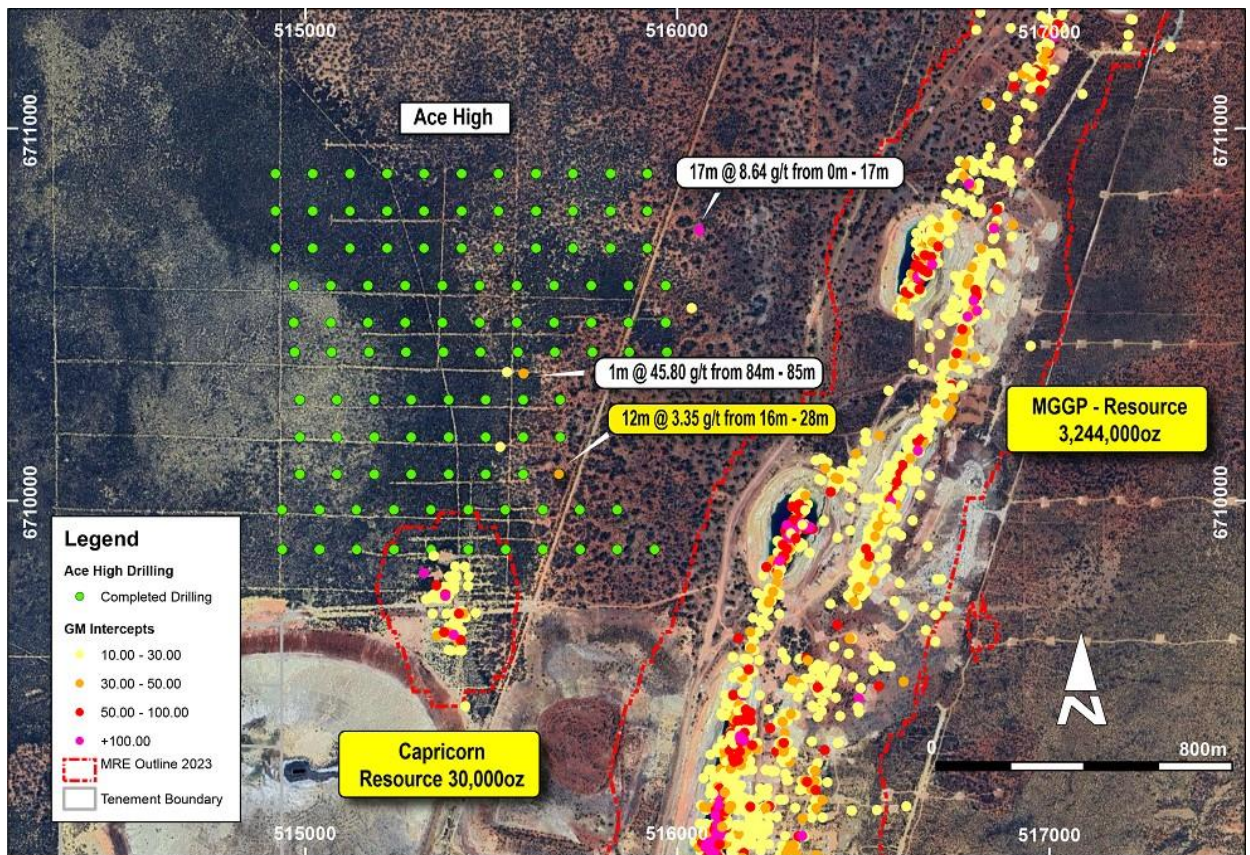 515000
516000
517000
Ace High
6711000
6711000
17m @ 8.64 g/t from 0m - 17m
1m @ 45.80 g/t from 84m - 85m
12m @ 3.35 g/t from 16m - 28m
MGGP - Resource
3,244,000oz
6710000
6710000
Legend
Ace High Drilling
Completed Drilling
GM Intercepts
10.00 - 30.00
30.00 - 50.00
50.00 - 100.00
+100.00
MRE Outline 2023
Tenement Boundary
Capricorn
Resource 30,000oz
N
0
800m
515000
516000
517000